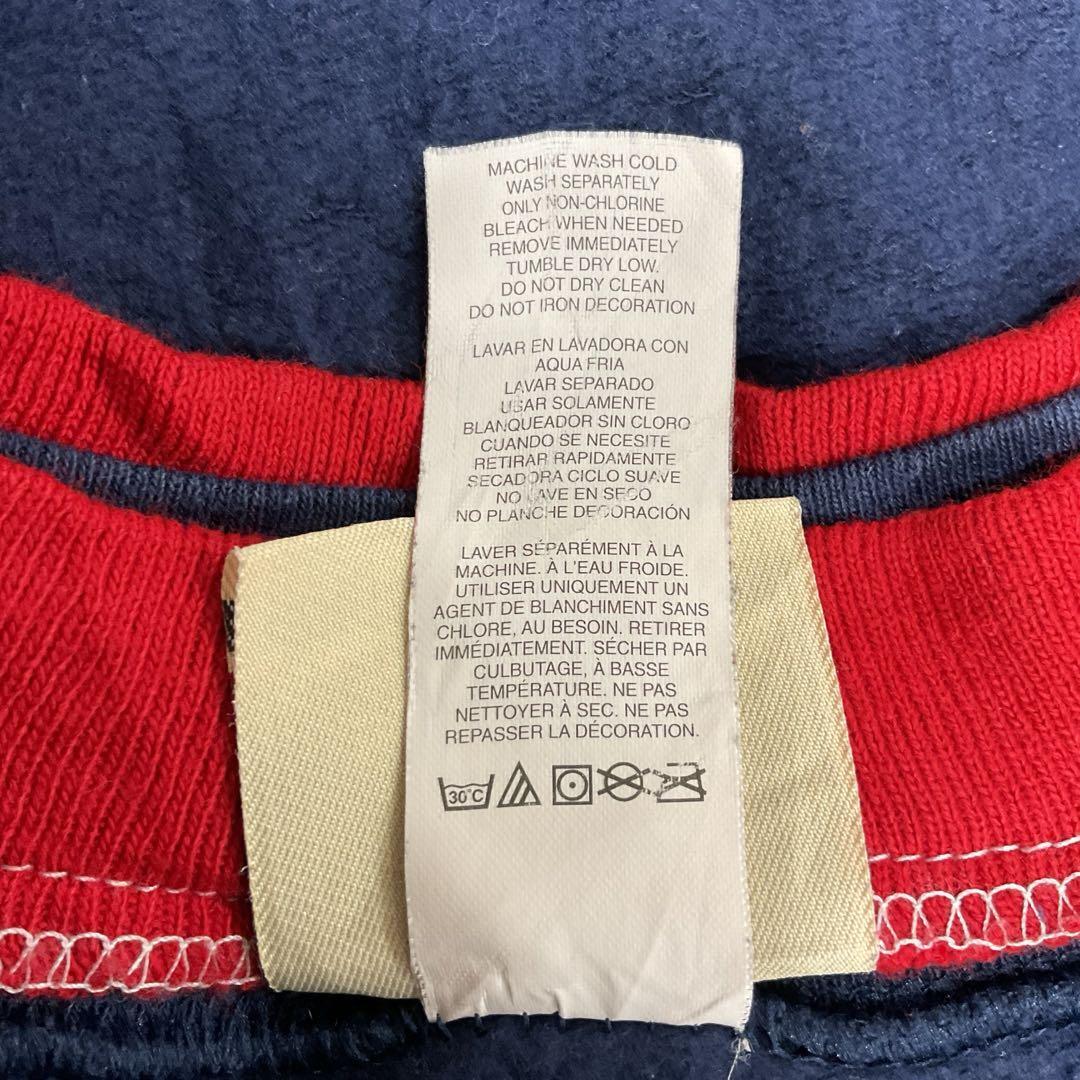 MACHINE WASH COLD
WASH SEPARATELY
ONLY NON-CHLORINE
BLEACH WHEN NEEDED
REMOVE IMMEDIATELY
TUMBLE DRY LOW.
DO NOT DRY CLEAN
DO NOT IRON DECORATION
LAVAR EN LAVADORA CON
AQUA FRIA
LAVAR SEPARADO
USAR SOLAMENTE
BLANQUEADOR SIN CLORO
CUANDO SE NECESITE
RETIRAR RAPIDAMENTE
SECADORA CICLO SUAVE
NO LAVE EN SECO
NO PLANCHE DECORACIÓN
LAVER SÉPARÉMENT À LA
MACHINE. À L'EAU FROIDE.
UTILISER UNIQUEMENT UN
AGENT DE BLANCHIMENT SANS
CHLORE, AU BESOIN. RETIRER
IMMÉDIATEMENT. SÉCHER PAR
CULBUTAGE, À BASSE
TEMPÉRATURE. NE PAS
NETTOYER À SEC. NE PAS
REPASSER LA DÉCORATION.
30°C